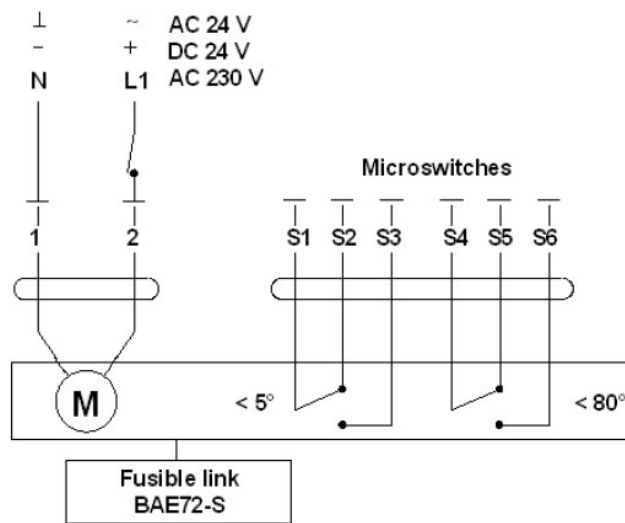 ⊥ ~ AC 24 V
− + DC 24 V
N L1 AC 230 V
Microswitches
1 2 S1 S2 S3 S4 S5 S6
M < 5° < 80°
Fusible link
BAE72-S